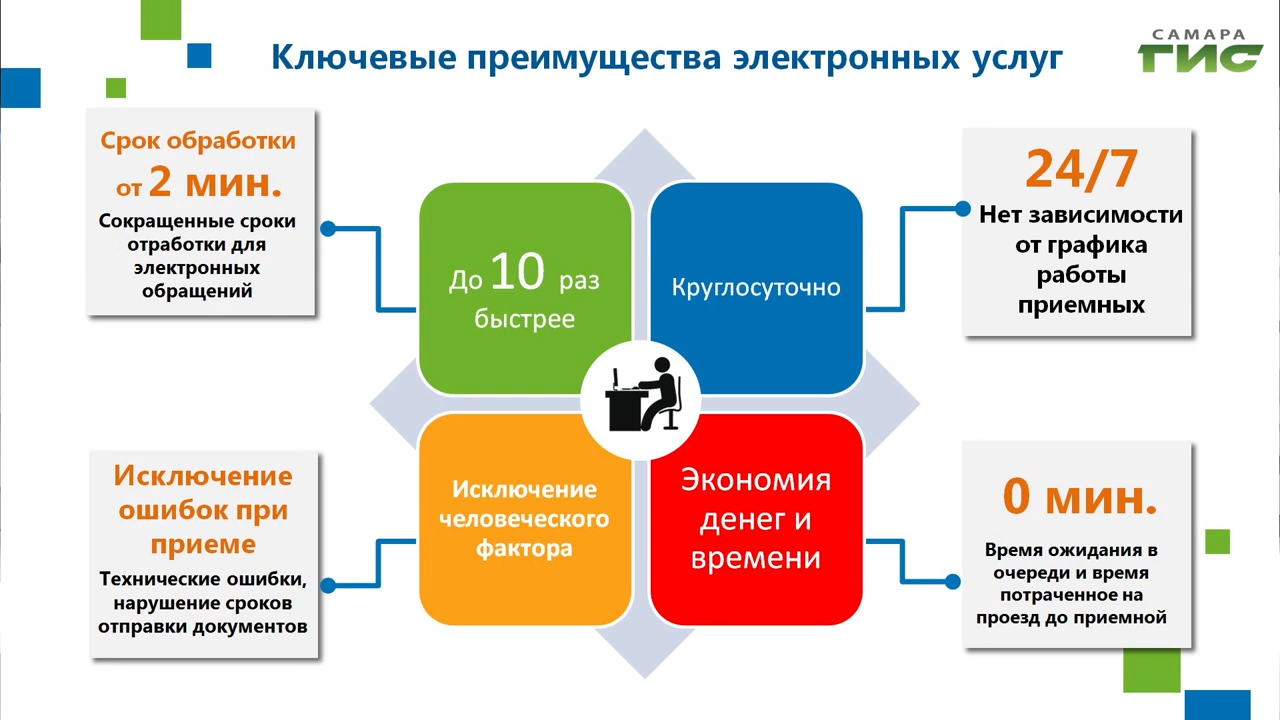 Ключевые преимущества электронных услуг
САМАРА
ГИС
Срок обработки
от 2 мин.
Сокращенные сроки
отработки для
электронных
обращений
До 10 раз
быстрее
Круглосуточно
24/7
Нет зависимости
от графика
работы
приемных
Исключение
ошибок при
приеме
Технические ошибки,
нарушение сроков
отправки документов
Исключение
человеческого
фактора
Экономия
денег и
времени
0 мин.
Время ожидания в
очереди и время
потраченное на
проезд до приемной